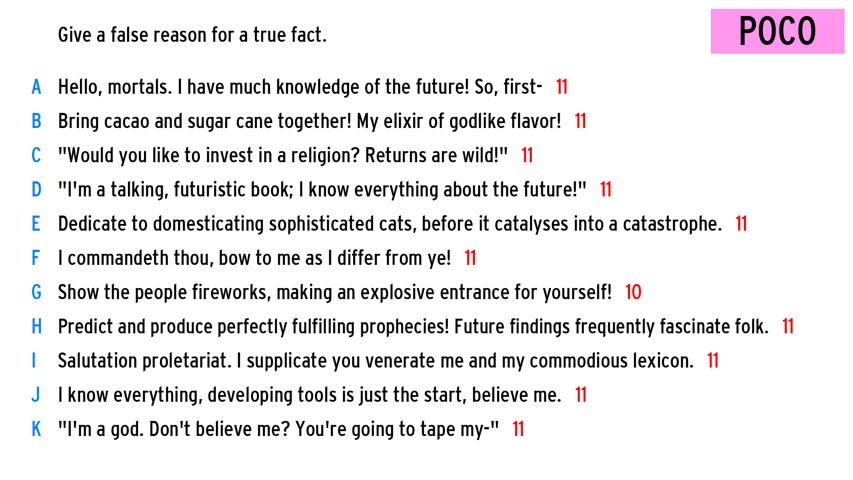 Give a false reason for a true fact.
POCO
A Hello, mortals. I have much knowledge of the future! So, first- 11
B Bring cacao and sugar cane together! My elixir of godlike flavor! 11
C "Would you like to invest in a religion? Returns are wild!" 11
D "I'm a talking, futuristic book; I know everything about the future!" 11
E Dedicate to domesticating sophisticated cats, before it catalyses into a catastrophe. 11
F I commandeth thou, bow to me as I differ from ye! 11
G Show the people fireworks, making an explosive entrance for yourself! 10
H Predict and produce perfectly fulfilling prophecies! Future findings frequently fascinate folk. 11
I Salutation proletariat. I supplicate you venerate me and my commodious lexicon. 11
J I know everything, developing tools is just the start, believe me. 11
K "I'm a god. Don't believe me? You're going to tape my-" 11